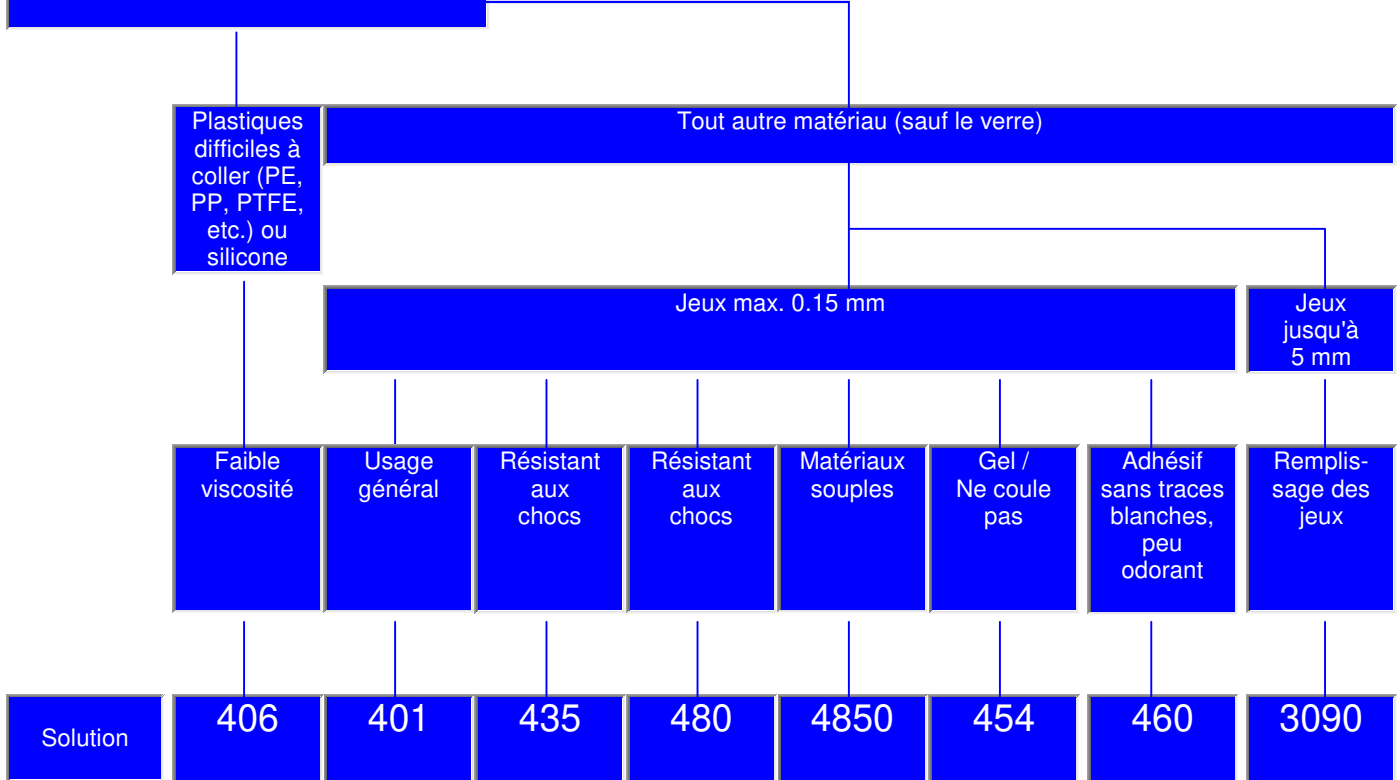 Plastiques
difficiles à
coller (PE,
PP, PTFE,
etc.) ou
silicone
Tout autre matériau (sauf le verre)
Jeux max. 0.15 mm
Jeux
jusqu'à
5 mm
Faible
viscosité
Usage
général
Résistant
aux
chocs
Résistant
aux
chocs
Matériaux
souples
Gel /
Ne coule
pas
Adhésif
sans traces
blanches,
peu
odorant
Remplis-
sage des
jeux
Solution
406
401
435
480
4850
454
460
3090